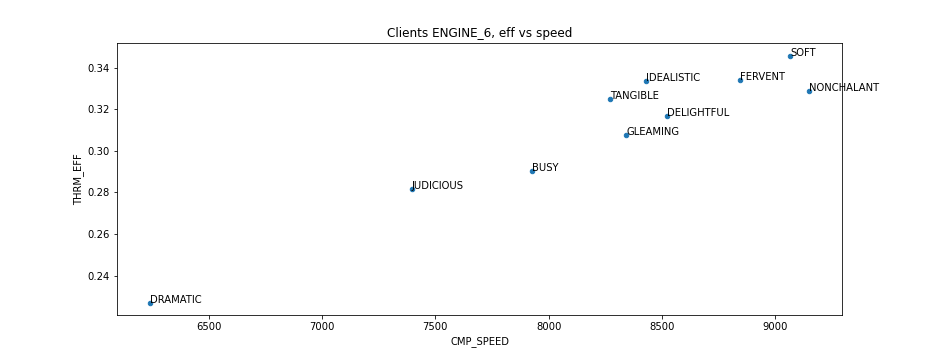 Clients ENGINE_6, eff vs speed
SOFT
0.34
IDEALISTIC
FERVENT
NONCHALANT
TANGIBLE
0.32
DELIGHTFUL
GLEAMING
THRM_EFF
0.30
BUSY
JUDICIOUS
0.28
0.26
0.24
DRAMATIC
6500 7000 7500 8000 8500 9000
CMP_SPEED